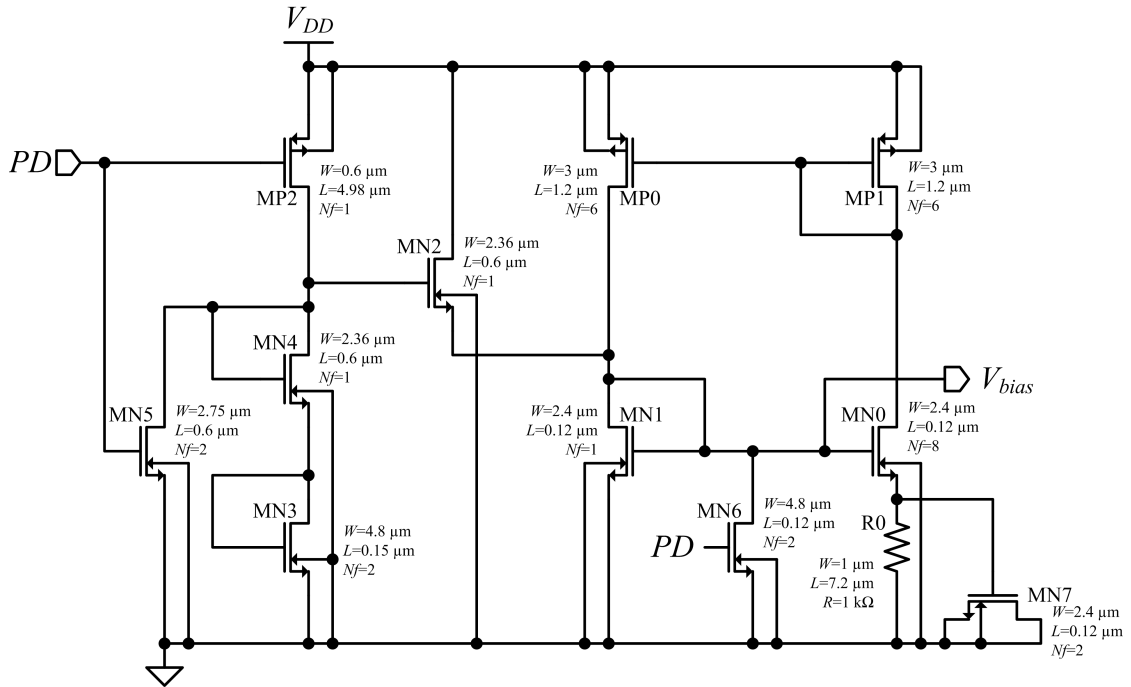 V_DD
PD
W=0.6 µm
L=4.98 µm
Nf=1
MP2
W=3 µm
L=1.2 µm
Nf=6
MP0
W=3 µm
L=1.2 µm
Nf=6
MP1
MN2
W=2.36 µm
L=0.6 µm
Nf=1
MN4
W=2.36 µm
L=0.6 µm
Nf=1
V_bias
MN5
W=2.75 µm
L=0.6 µm
Nf=2
W=2.4 µm
L=0.12 µm
Nf=1
MN1
MN0
W=2.4 µm
L=0.12 µm
Nf=8
MN3
W=4.8 µm
L=0.15 µm
Nf=2
MN6
W=4.8 µm
L=0.12 µm
Nf=2
PD
R0
W=1 µm
L=7.2 µm
R=1 kΩ
MN7
W=2.4 µm
L=0.12 µm
Nf=2